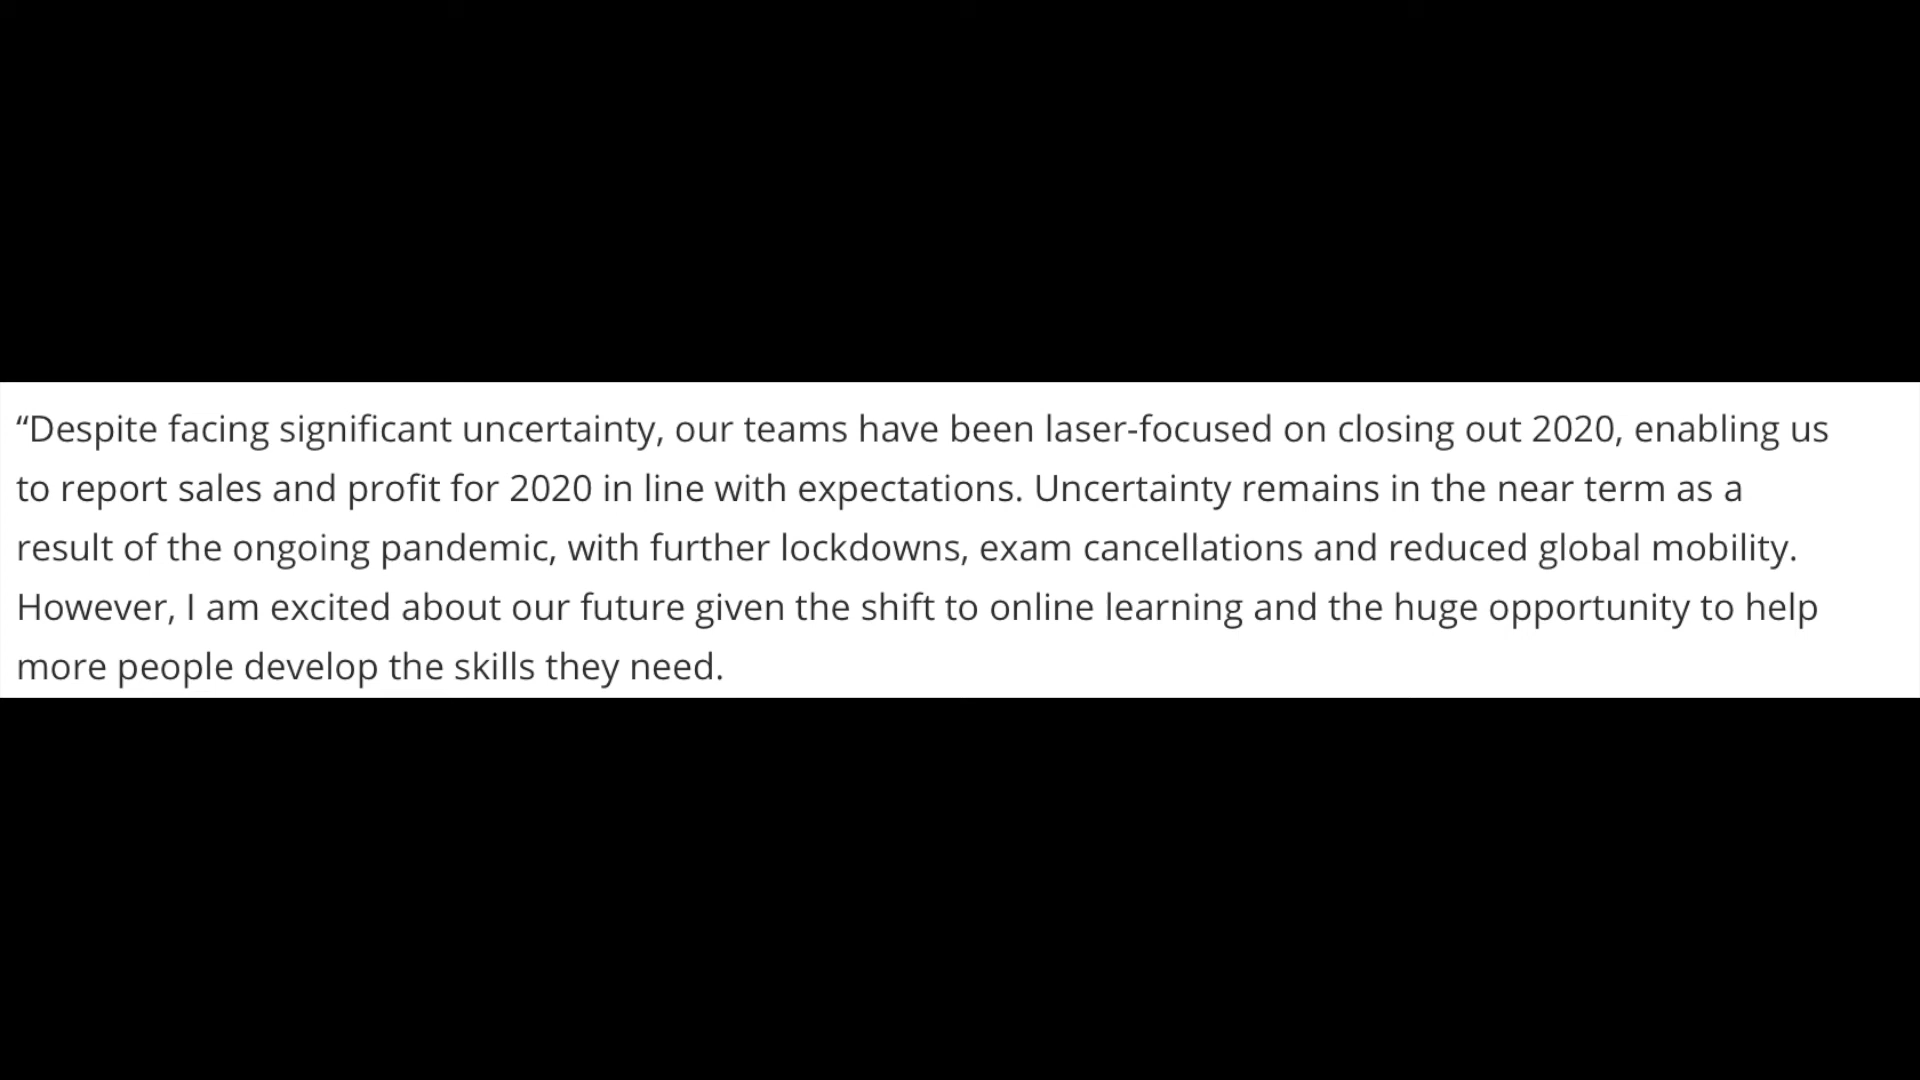 “Despite facing significant uncertainty, our teams have been laser-focused on closing out 2020, enabling us
to report sales and profit for 2020 in line with expectations. Uncertainty remains in the near term as a
result of the ongoing pandemic, with further lockdowns, exam cancellations and reduced global mobility.
However, I am excited about our future given the shift to online learning and the huge opportunity to help
more people develop the skills they need.